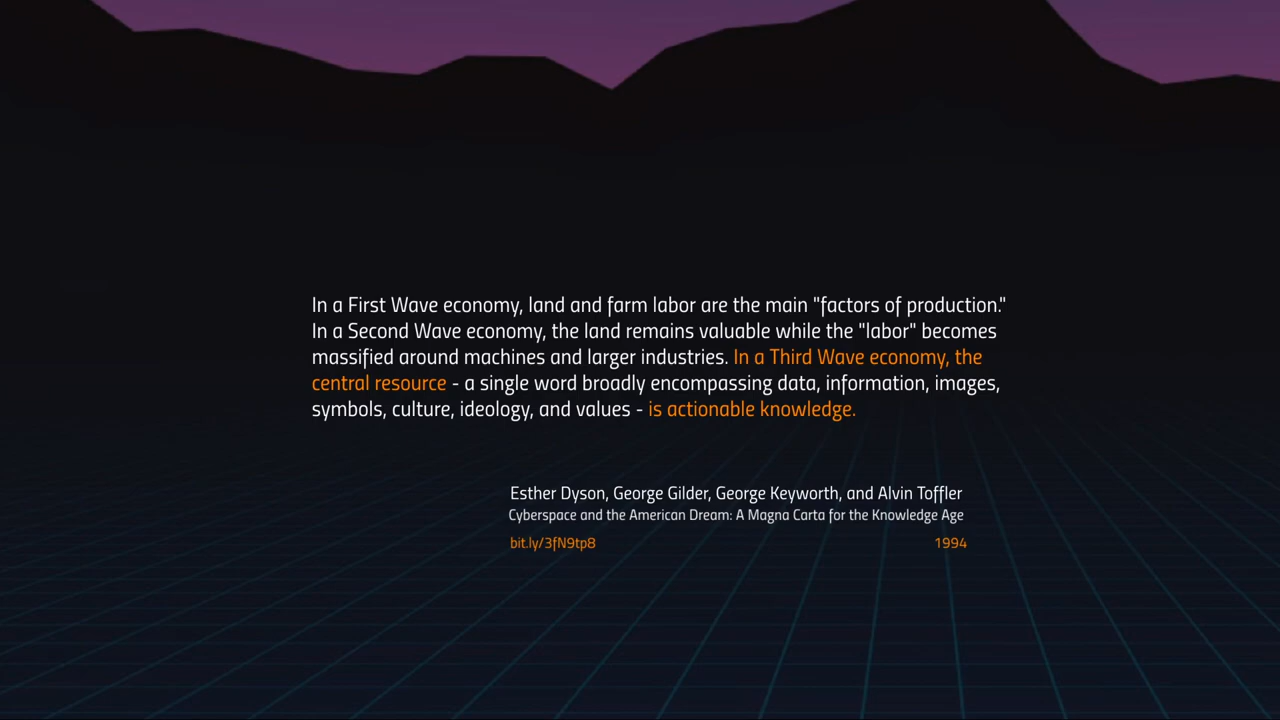 In a First Wave economy, land and farm labor are the main "factors of production."
In a Second Wave economy, the land remains valuable while the "labor" becomes
massified around machines and larger industries. In a Third Wave economy, the
central resource - a single word broadly encompassing data, information, images,
symbols, culture, ideology, and values - is actionable knowledge.
Esther Dyson, George Gilder, George Keyworth, and Alvin Toffler
Cyberspace and the American Dream: A Magna Carta for the Knowledge Age
bit.ly/3fN9tp8 1994